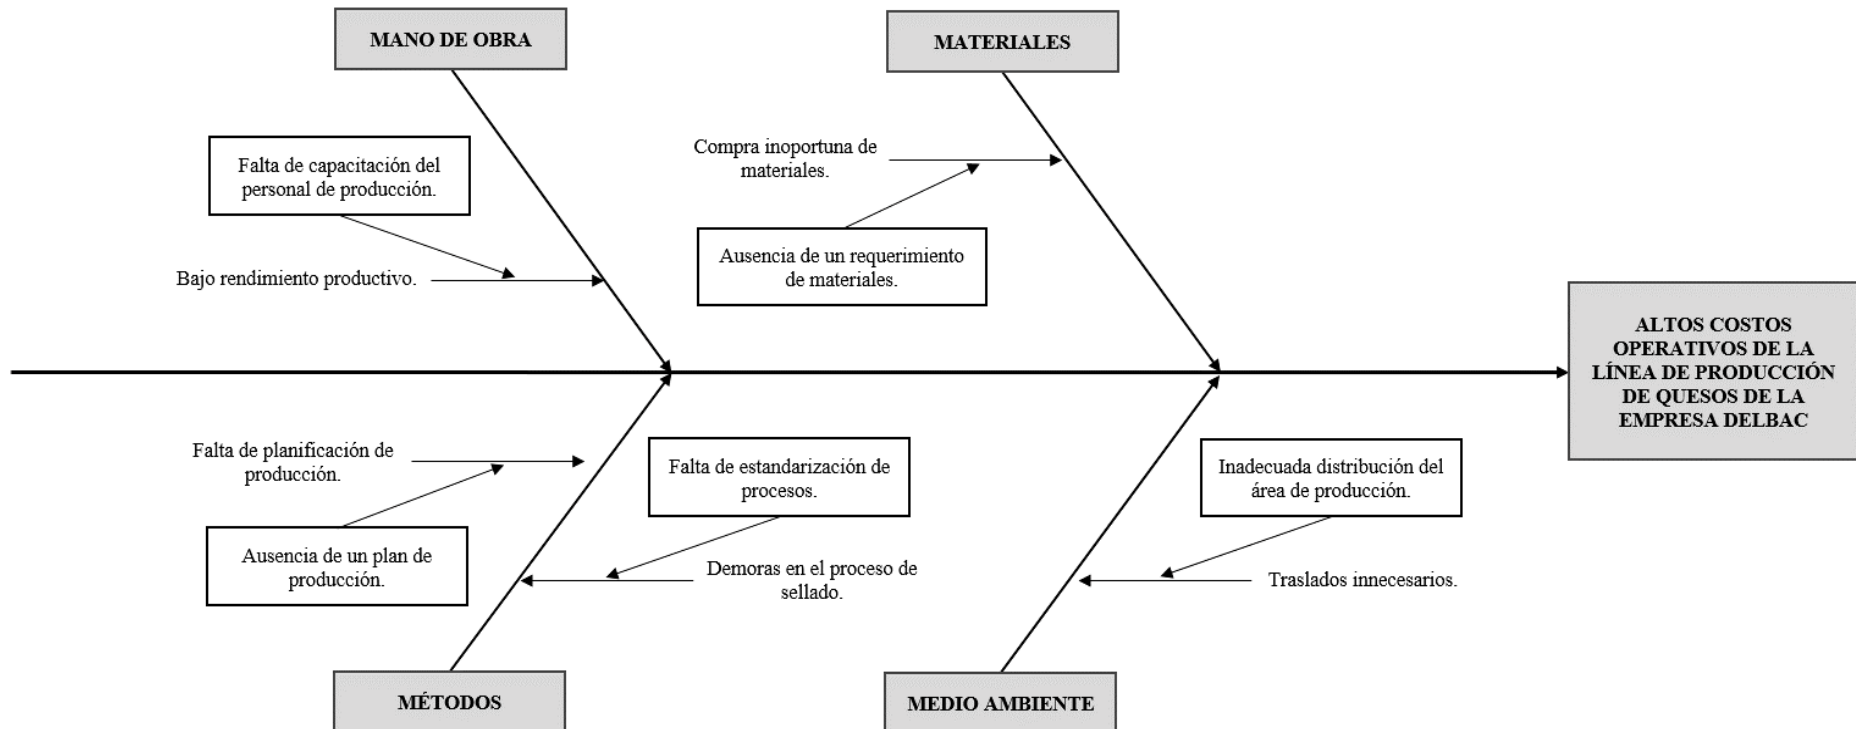 MANO DE OBRA
MATERIALES
Falta de capacitación del
personal de producción.
Bajo rendimiento productivo.
Compra inoportuna de
materiales.
Ausencia de un requerimiento
de materiales.
ALTOS COSTOS
OPERATIVOS DE LA
LÍNEA DE PRODUCCIÓN
DE QUESOS DE LA
EMPRESA DELBAC
Falta de planificación de
producción.
Ausencia de un plan de
producción.
Falta de estandarización de
procesos.
Demoras en el proceso de
sellado.
Inadecuada distribución del
área de producción.
Traslados innecesarios.
MÉTODOS
MEDIO AMBIENTE